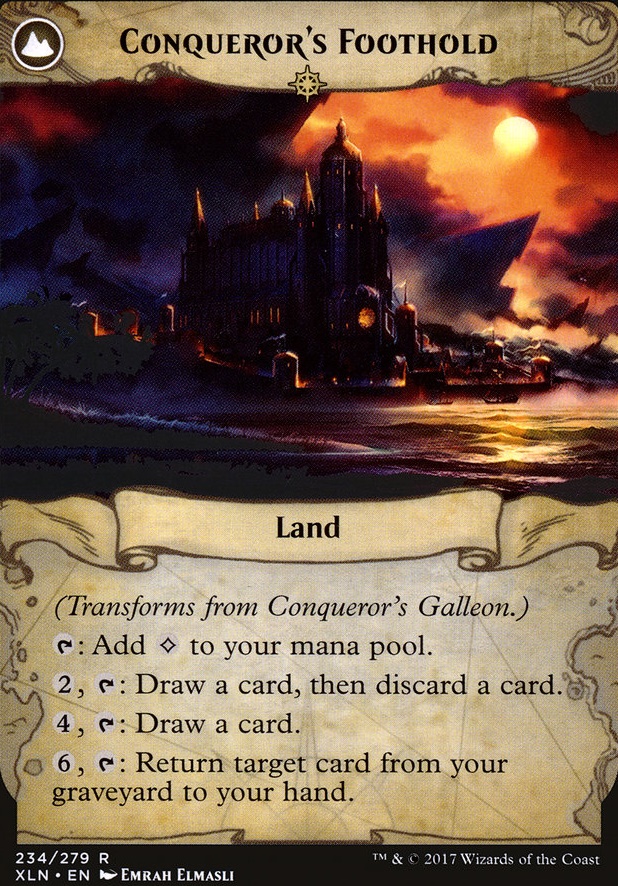 Conqueror's Foothold
Land
(Transforms from Conqueror's Galleon.)
: Add to your mana pool.
2, : Draw a card, then discard a card.
4, : Draw a card.
6, : Return target card from your
graveyard to your hand.
234/279 R
XLN • EN Emrah Elmasli
™ & © 2017 Wizards of the Coast